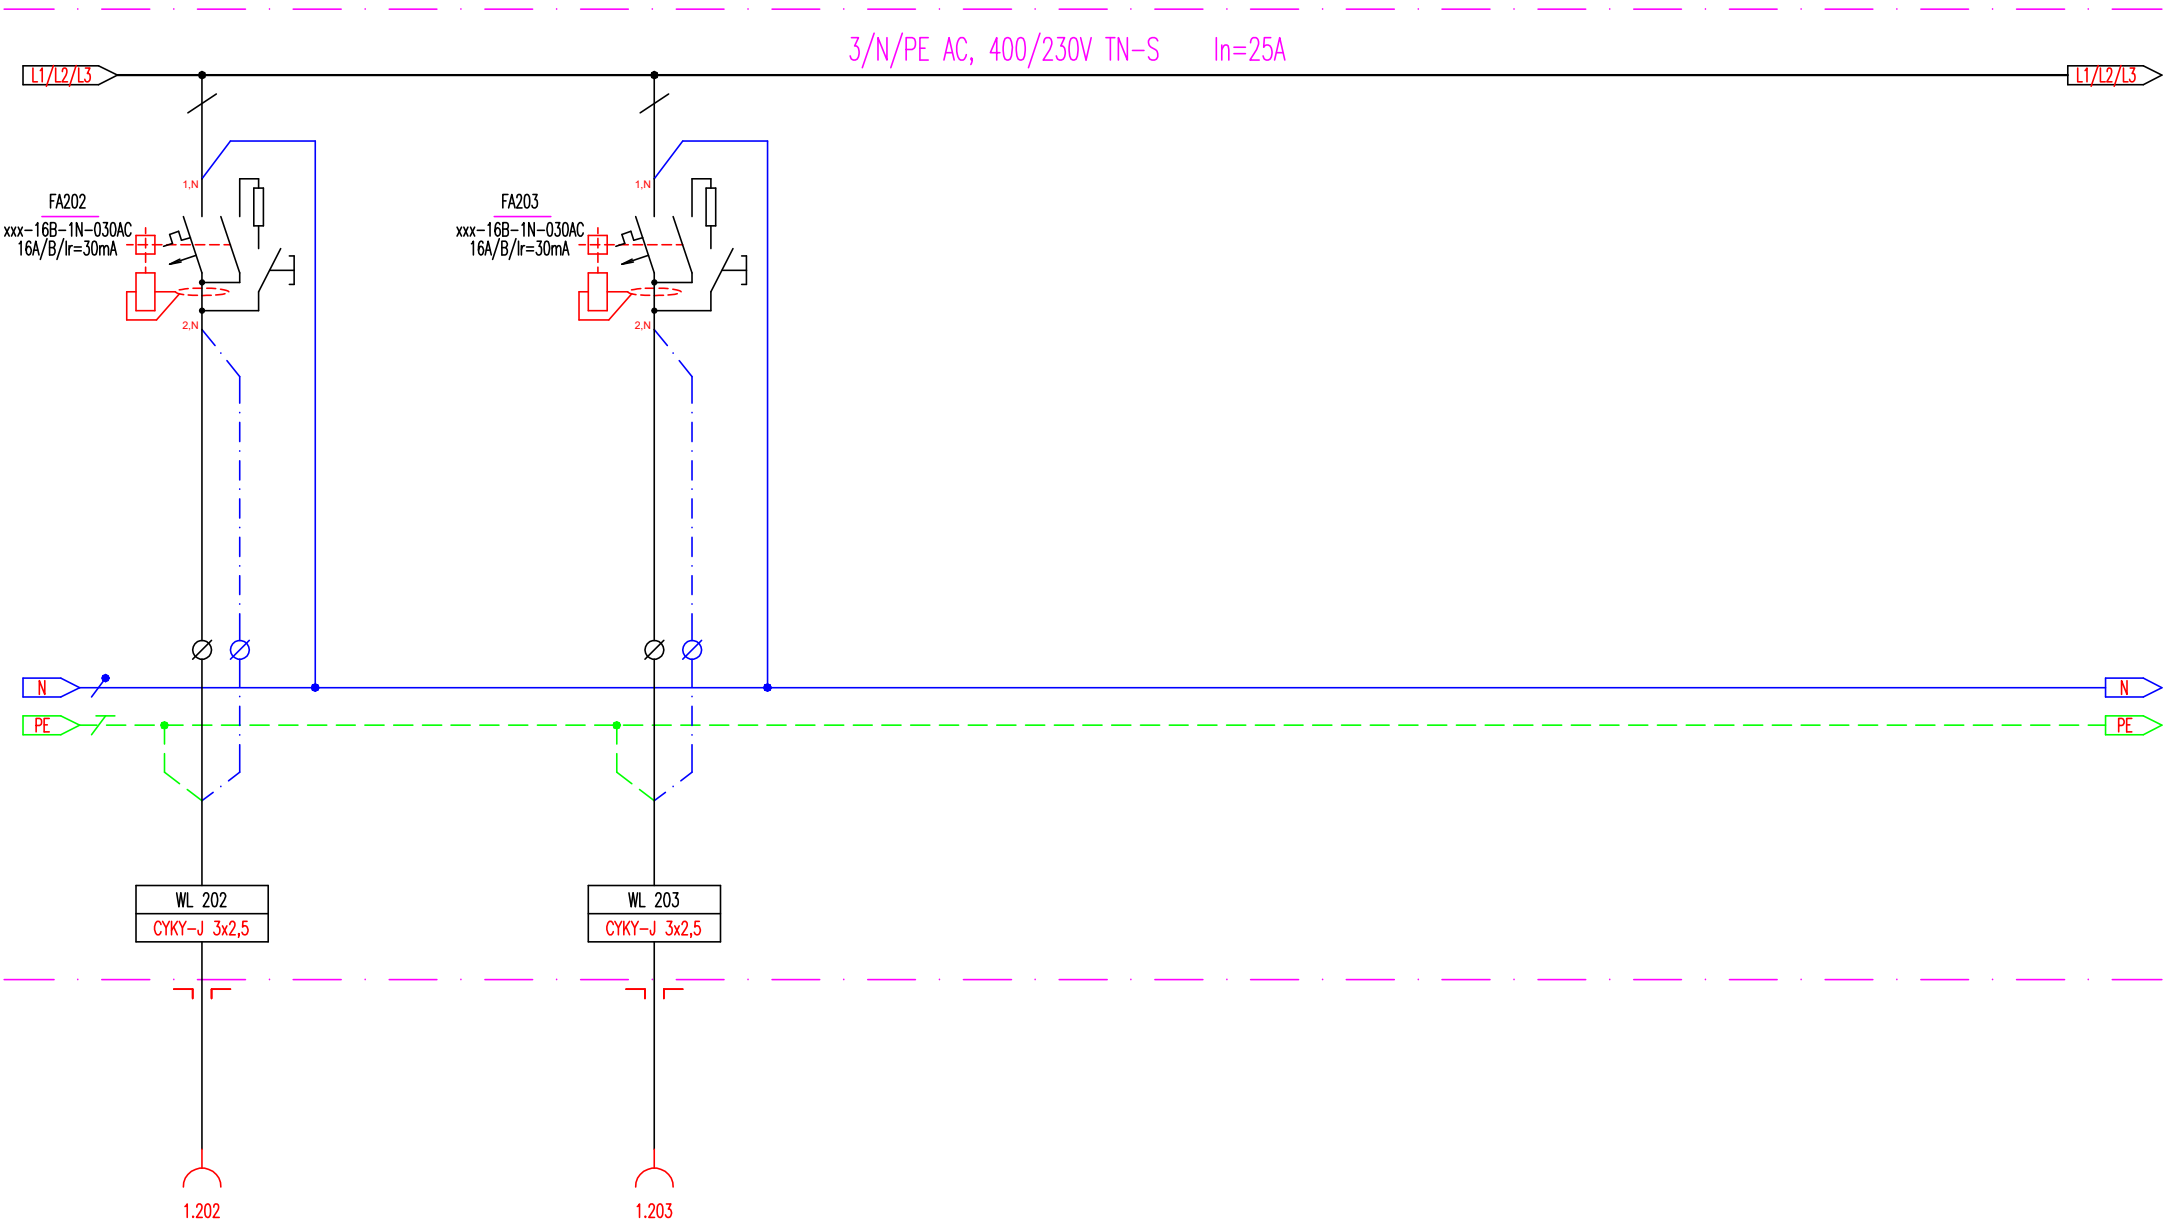 3/N/PE AC, 400/230V TN-S In=25A
L1/L2/L3
L1/L2/L3
1,N
1,N
FA202
xxx-16B-1N-030AC
16A/B/Ir=30mA
FA203
xxx-16B-1N-030AC
16A/B/Ir=30mA
2,N
2,N
N
N
PE
PE
WL 202
CYKY-J 3x2,5
WL 203
CYKY-J 3x2,5
1.202
1.203